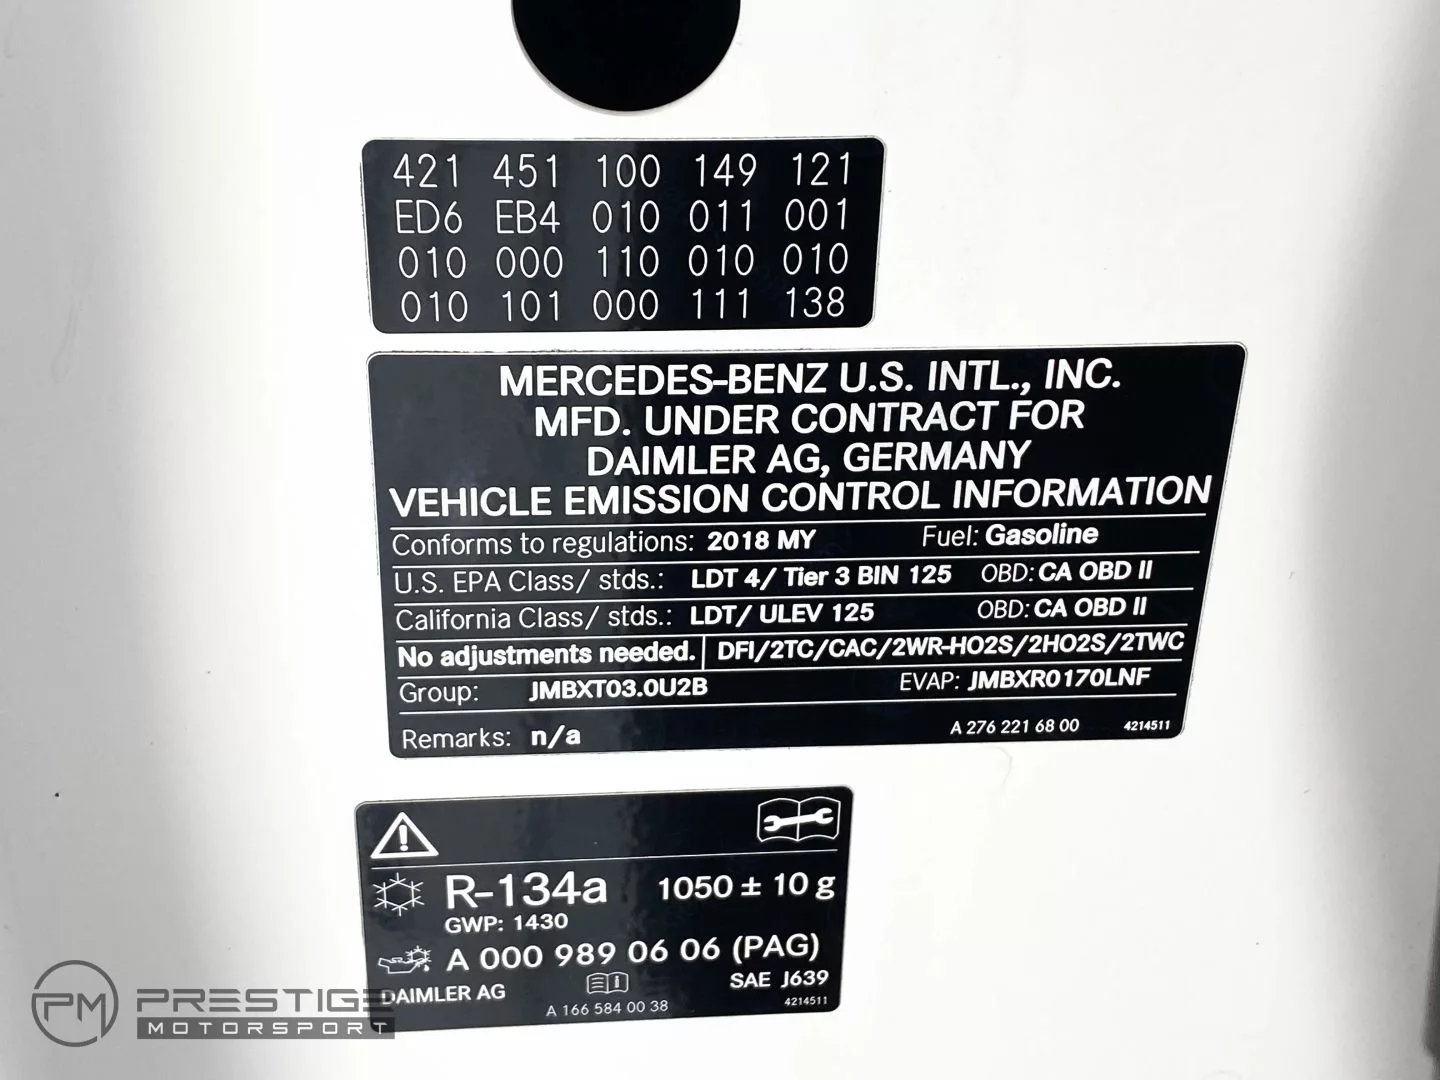 421 451 100 149 121
ED6 EB4 010 011 001
010 000 110 010 010
010 101 000 111 138
MERCEDES-BENZ U.S. INTL., INC.
MFD. UNDER CONTRACT FOR
DAIMLER AG, GERMANY
VEHICLE EMISSION CONTROL INFORMATION
Conforms to regulations: 2018 MY Fuel: Gasoline
U.S. EPA Class/ stds.: LDT 4/ Tier 3 BIN 125 OBD: CA OBD II
California Class/ stds.: LDT/ ULEV 125 OBD: CA OBD II
No adjustments needed. DFI/2TC/CAC/2WR-HO2S/2HO2S/2TWC
Group: JMBXT03.0U2B EVAP: JMBXR0170LNF
Remarks: n/a A 276 221 68 00 4214511
R-134a 1050 ± 10 g
GWP: 1430
A 000 989 06 06 (PAG)
DAIMLER AG SAE J639
A 166 584 00 38 4214511
PM PRESTIGE
MOTORSPORT